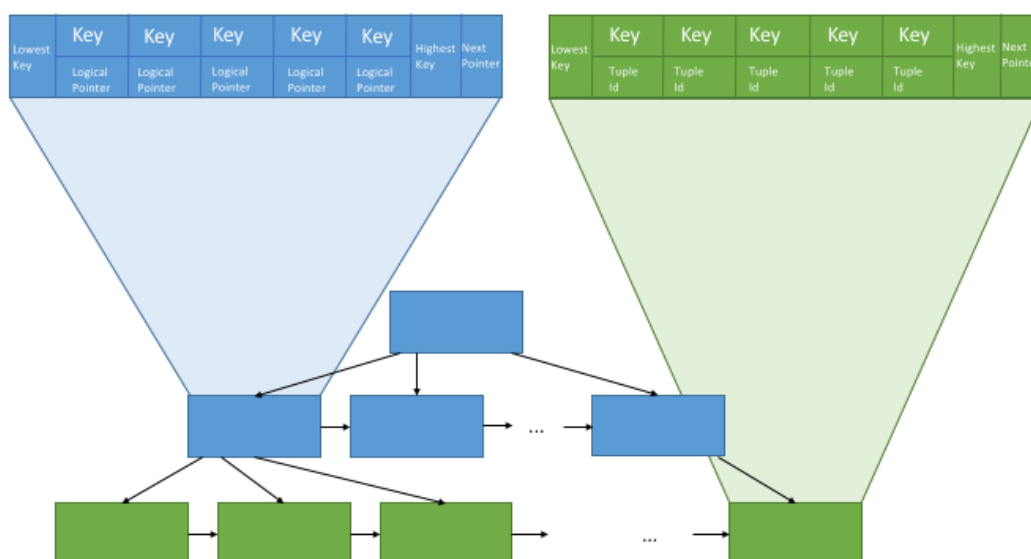 Lowest Key
Key Key Key Key Key
Logical Pointer Logical Pointer Logical Pointer Logical Pointer Logical Pointer
Highest Key
Next Pointer
Lowest Key
Key Key Key Key Key
Tuple Id Tuple Id Tuple Id Tuple Id Tuple Id
Highest Key
Next Pointer
...
...